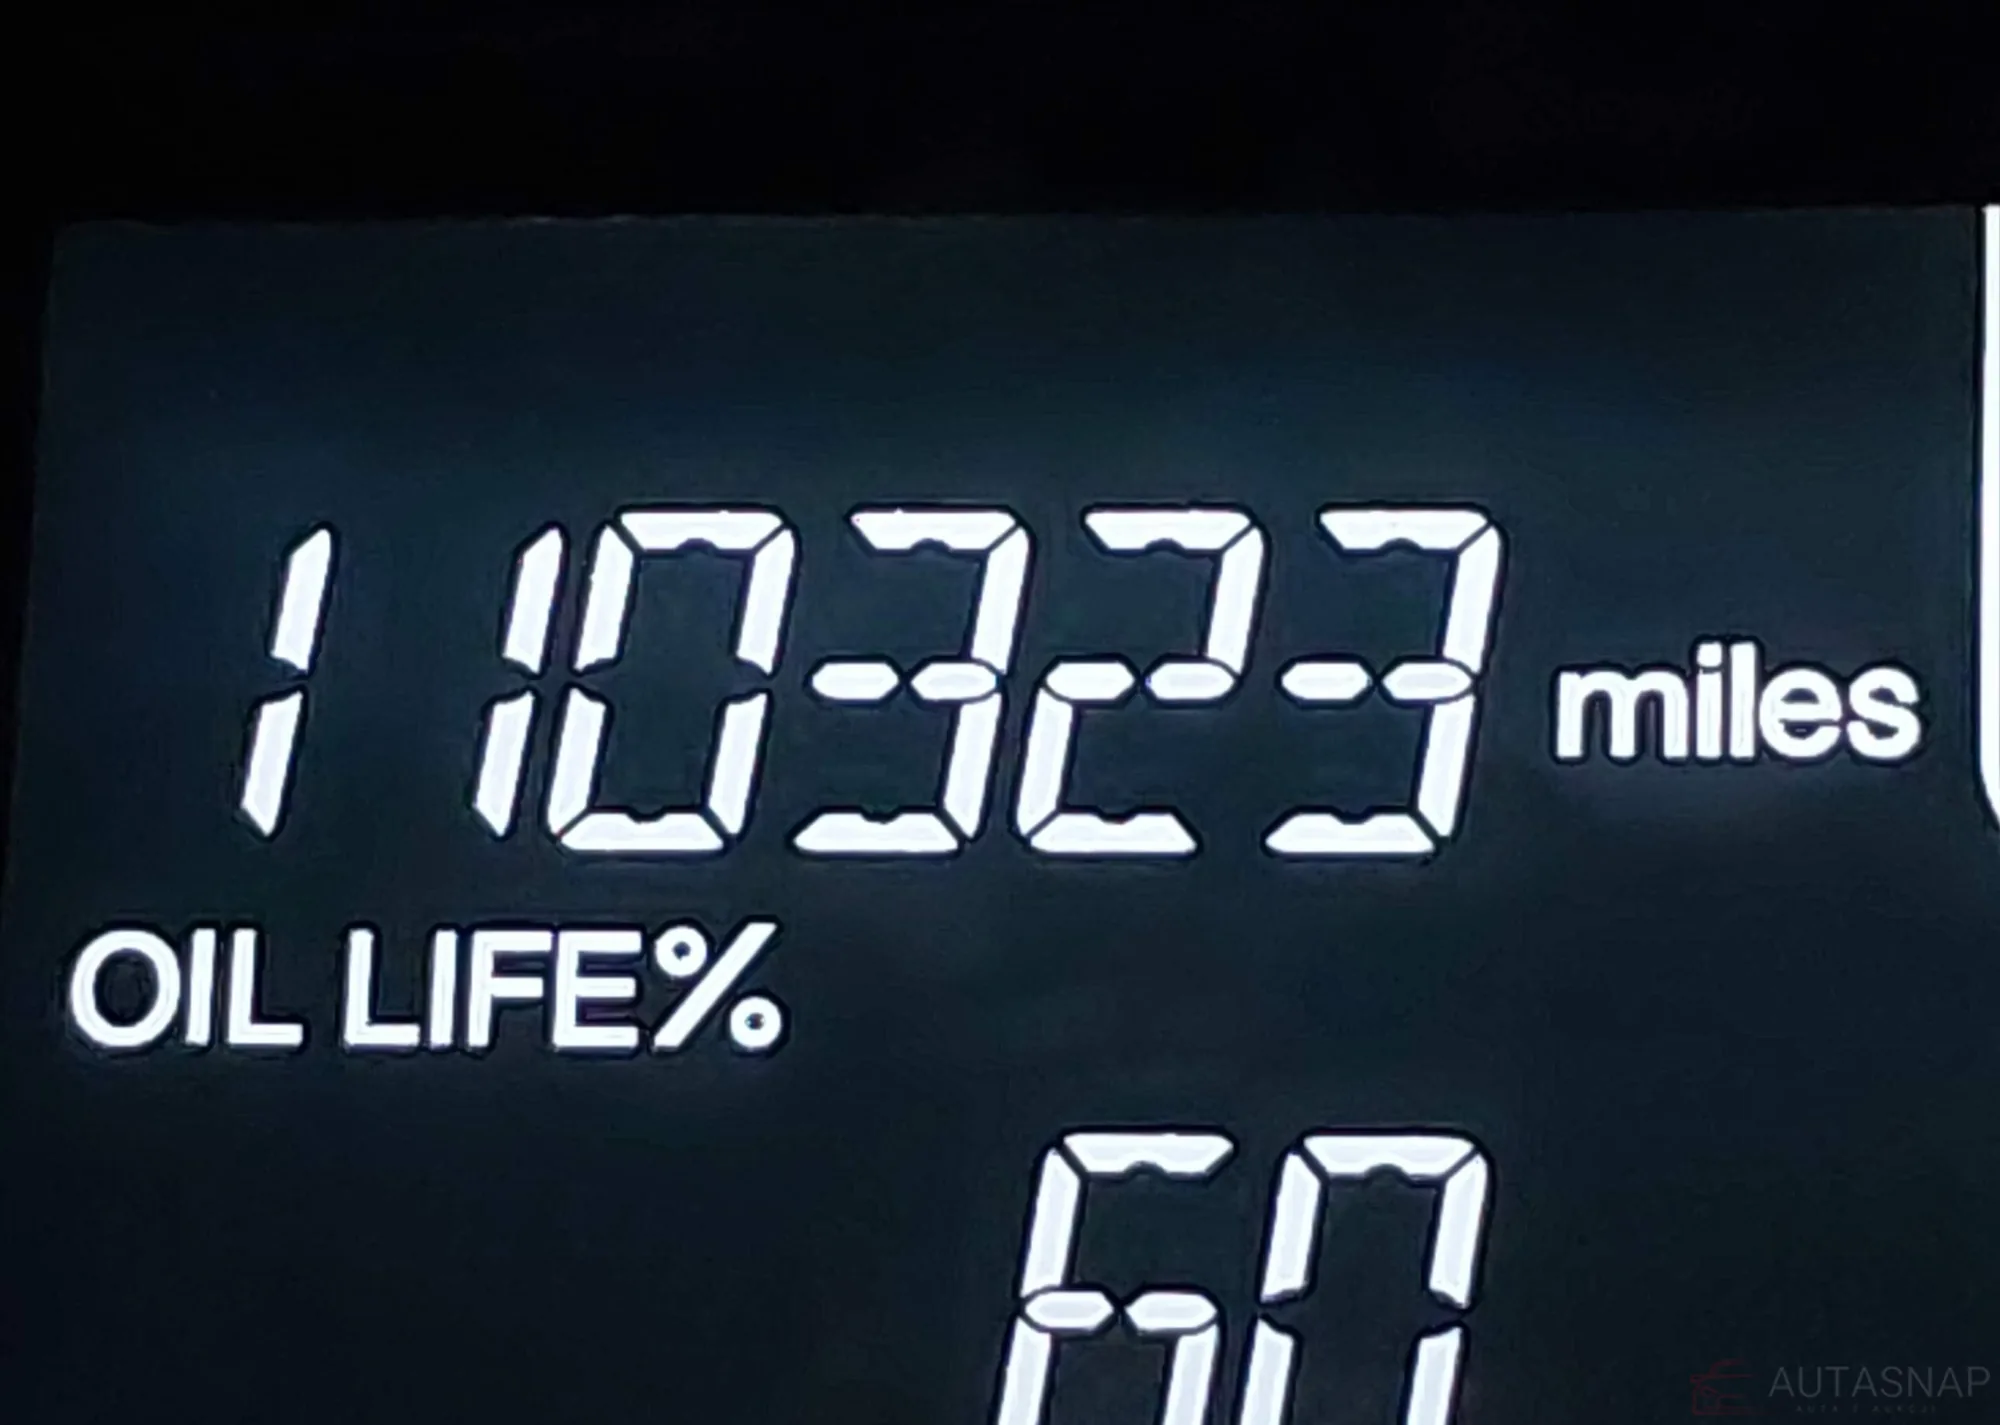 110323 miles
OIL LIFE%
60
AUTASNAP